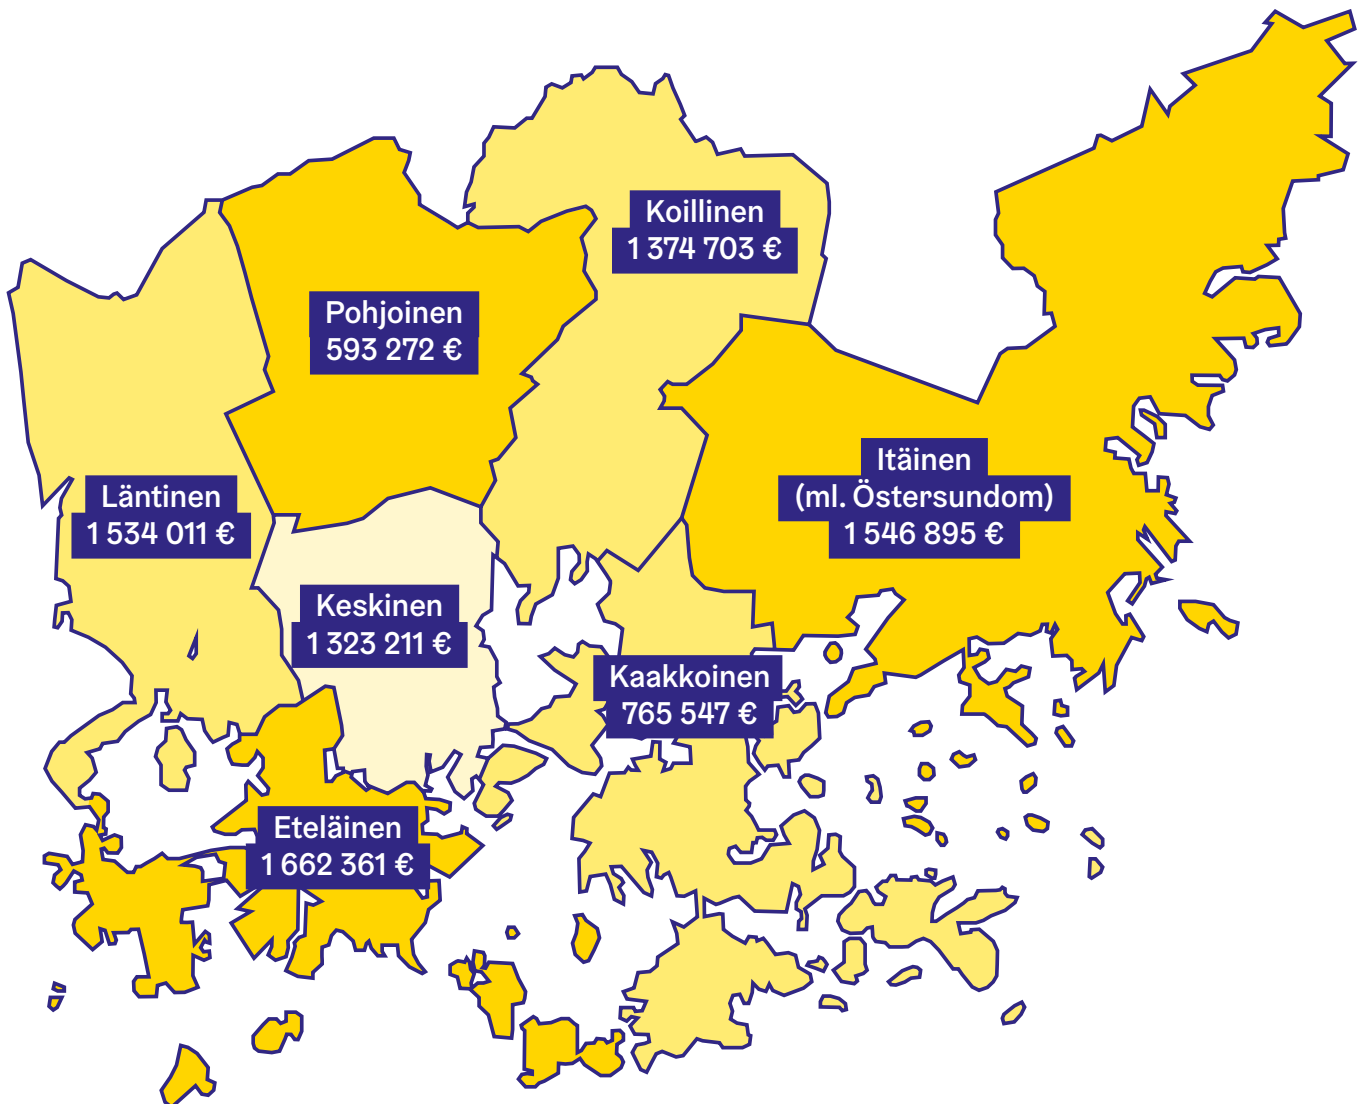 Koillinen
1 374 703 €
Pohjoinen
593 272 €
Itäinen
(ml. Östersundom)
1 546 895 €
Läntinen
1 534 011 €
Keskinen
1 323 211 €
Kaakkoinen
765 547 €
Eteläinen
1 662 361 €